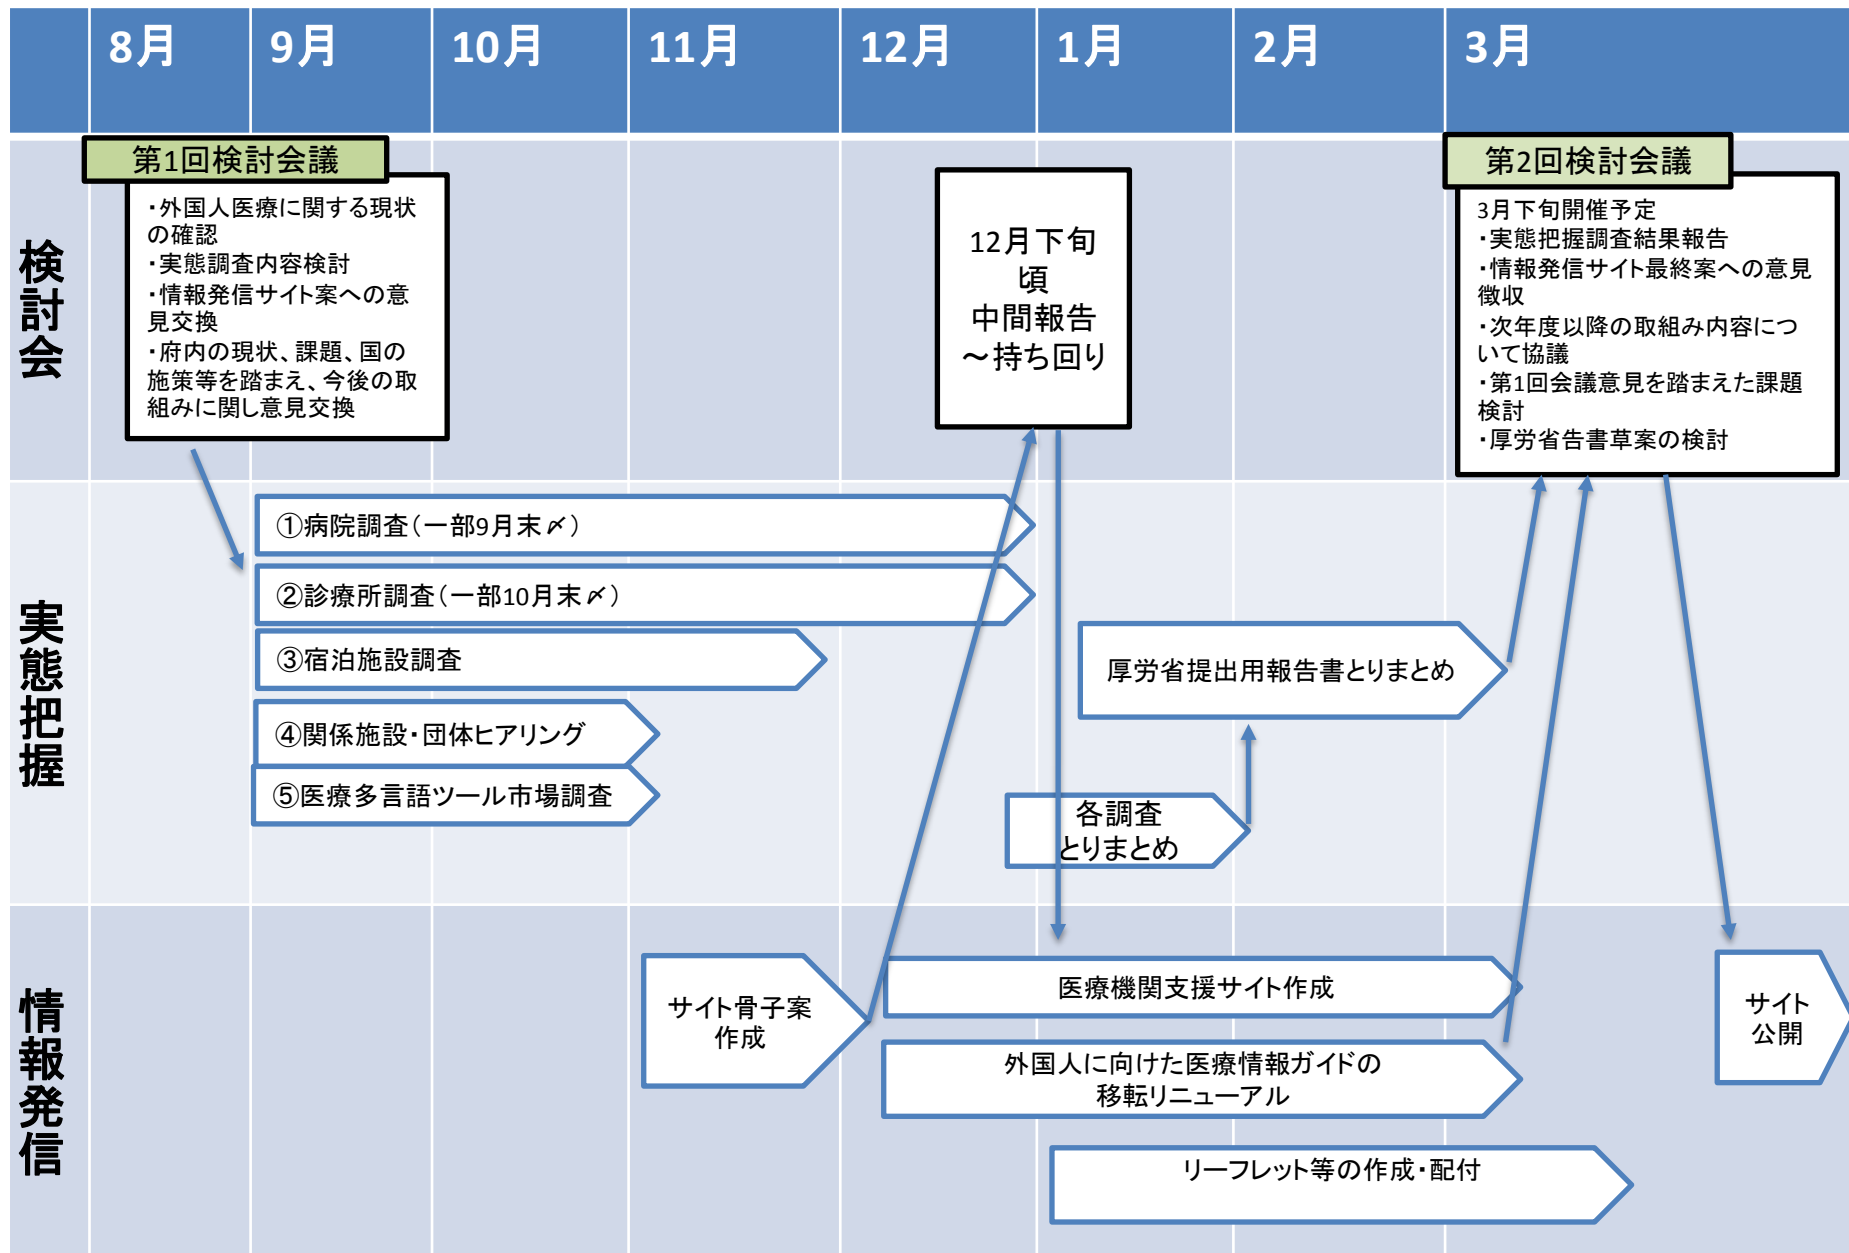 8月
9月
10月
11月
12月
1月
2月
3月
検討会
第1回検討会議
・外国人医療に関する現状
の確認
・実態調査内容検討
・情報発信サイト案への意
見交換
・府内の現状、課題、国の
施策等を踏まえ、今後の取
組みに関し意見交換
12月下旬
頃
中間報告
～持ち回り
第2回検討会議
3月下旬開催予定
・実態把握調査結果報告
・情報発信サイト最終案への意見
徴収
・次年度以降の取組み内容につ
いて協議
・第1回会議意見を踏まえた課題
検討
・厚労省告書草案の検討
実態把握
①病院調査（一部9月末〆）
②診療所調査（一部10月末〆）
③宿泊施設調査
④関係施設・団体ヒアリング
⑤医療多言語ツール市場調査
厚労省提出用報告書とりまとめ
各調査
とりまとめ
情報発信
サイト骨子案
作成
医療機関支援サイト作成
外国人に向けた医療情報ガイドの
移転リニューアル
リーフレット等の作成・配付
サイト
公開